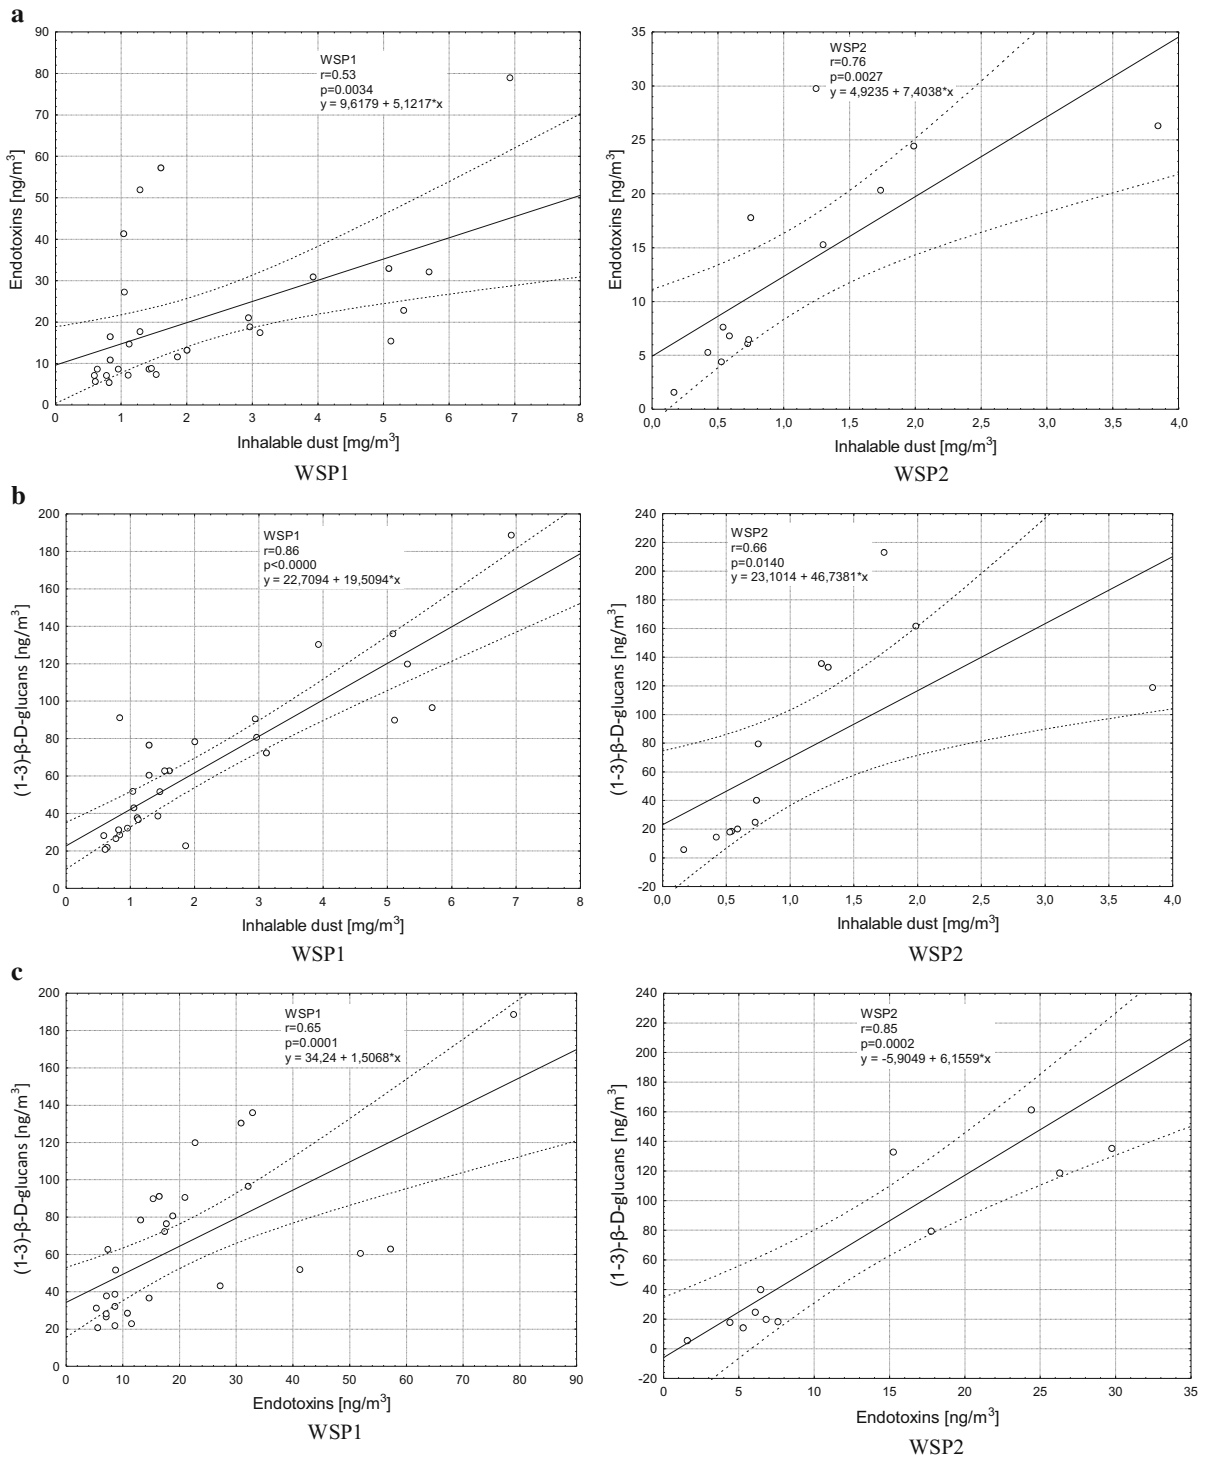 a
90
80
70
60
50
40
30
20
10
0
Endotoxins [ng/m³]
WSP1
r=0.53
p=0.0034
y = 9,6179 + 5,1217*x
0 1 2 3 4 5 6 7 8
Inhalable dust [mg/m³]
WSP1
35
30
25
20
15
10
5
0
Endotoxins [ng/m³]
WSP2
r=0.76
p=0.0027
y = 4,9235 + 7,4038*x
0,0 0,5 1,0 1,5 2,0 2,5 3,0 3,5 4,0
Inhalable dust [mg/m³]
WSP2
b
200
180
160
140
120
100
80
60
40
20
0
(1-3)-β-D-glucans [ng/m³]
WSP1
r=0.86
p<0.0000
y = 22,7094 + 19,5094*x
0 1 2 3 4 5 6 7 8
Inhalable dust [mg/m³]
WSP1
240
220
200
180
160
140
120
100
80
60
40
20
0
-20
(1-3)-β-D-glucans [ng/m³]
WSP2
r=0.66
p=0.0140
y = 23,1014 + 46,7381*x
0,0 0,5 1,0 1,5 2,0 2,5 3,0 3,5 4,0
Inhalable dust [mg/m³]
WSP2
c
200
180
160
140
120
100
80
60
40
20
0
(1-3)-β-D-glucans [ng/m³]
WSP1
r=0.65
p=0.0001
y = 34,24 + 1,5068*x
0 10 20 30 40 50 60 70 80 90
Endotoxins [ng/m³]
WSP1
240
220
200
180
160
140
120
100
80
60
40
20
0
-20
(1-3)-β-D-glucans [ng/m³]
WSP2
r=0.85
p=0.0002
y = -5,9049 + 6,1559*x
0 5 10 15 20 25 30 35
Endotoxins [ng/m³]
WSP2